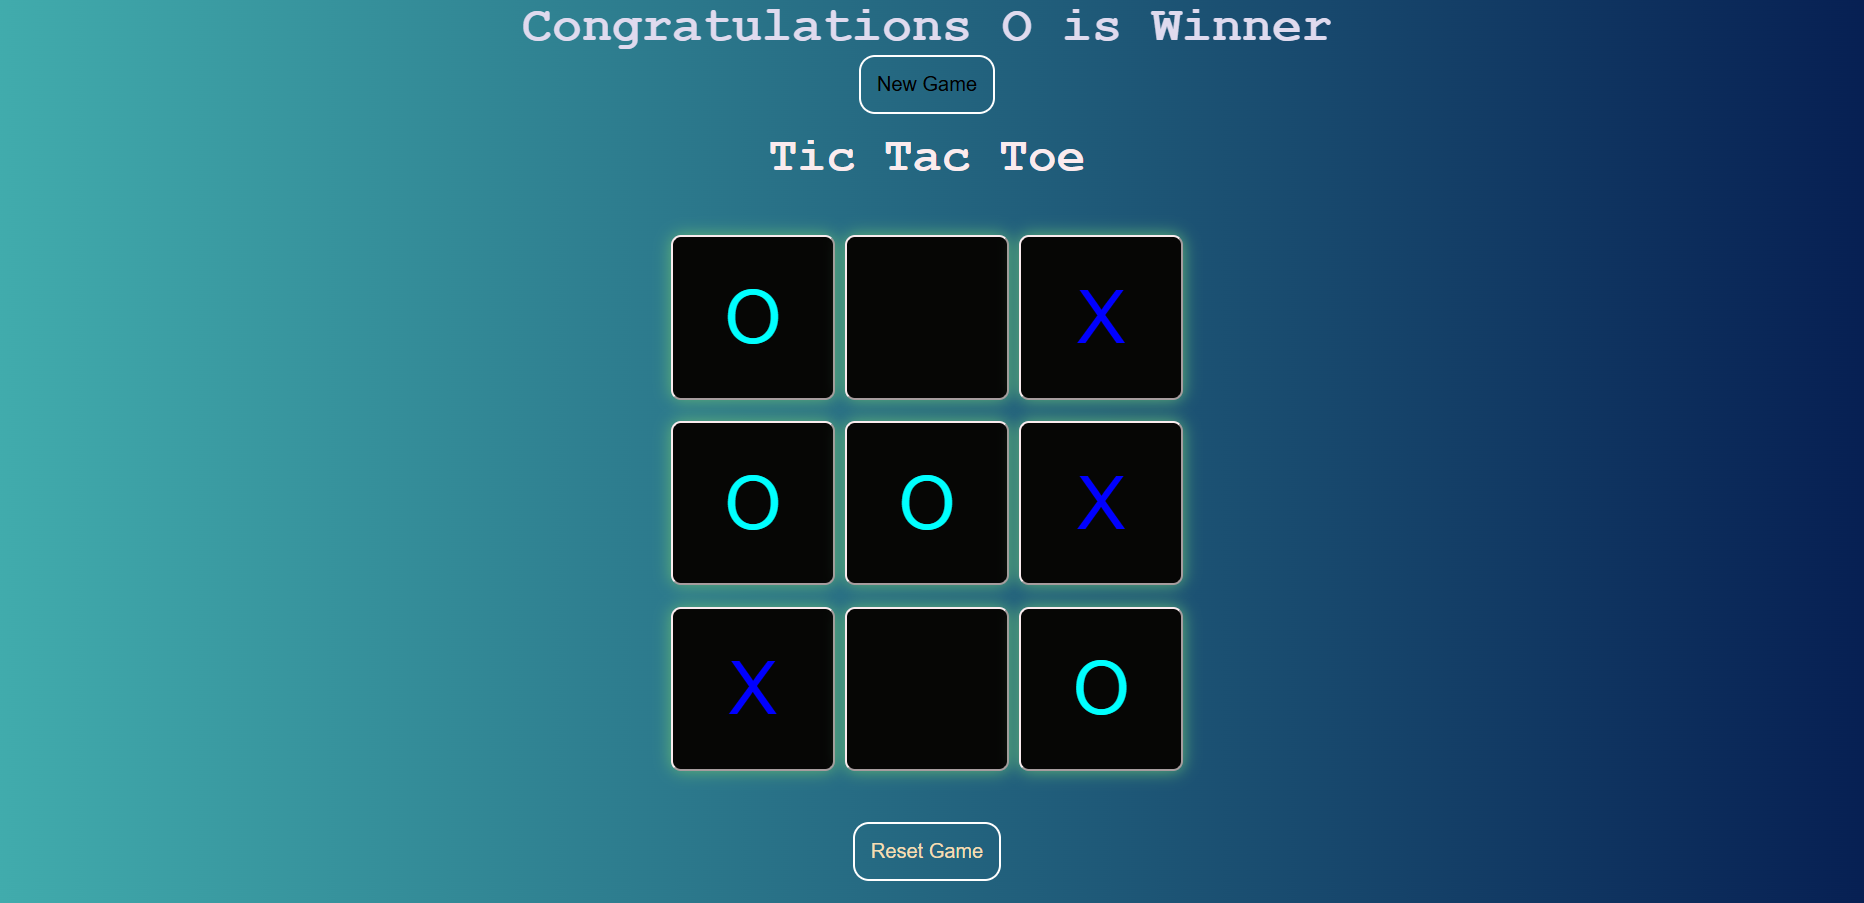 Congratulations O is Winner
New Game
Tic Tac Toe
O X
O O X
X O
Reset Game